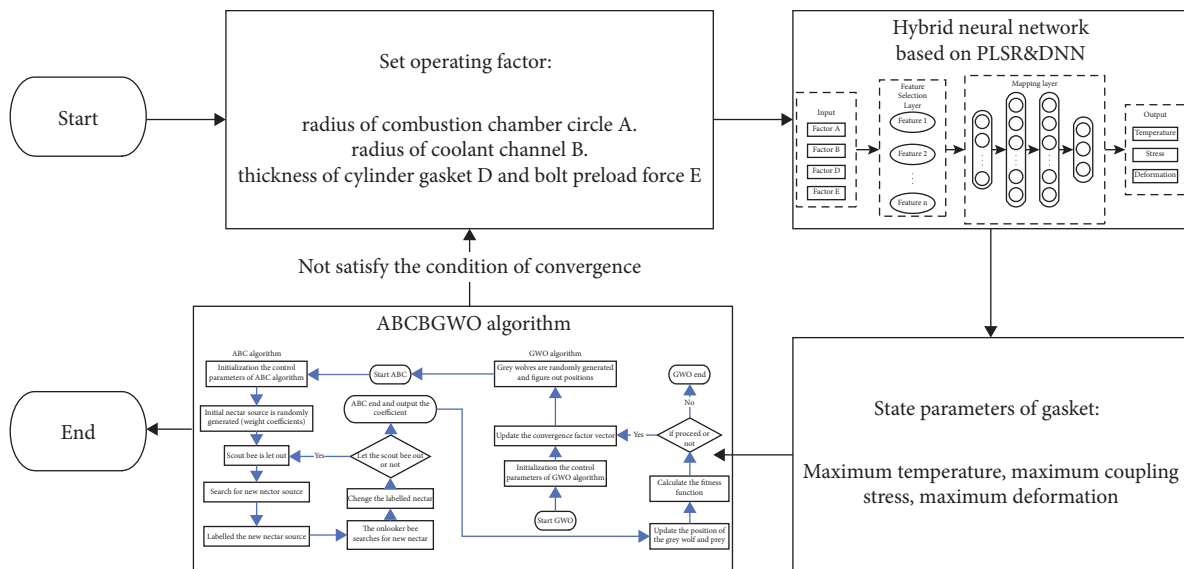 Start
Set operating factor:
radius of combustion chamber circle A.
radius of coolant channel B.
thickness of cylinder gasket D and bolt preload force E
Hybrid neural network
based on PLSR&DNN
Input
Factor A
Factor B
Factor D
Factor E
Feature
Selection
Layer
Feature 1
Feature 2
Feature n
Mapping layer
Output
Temperature
Stress
Deformation
Not satisfy the condition of convergence
State parameters of gasket:
Maximum temperature, maximum coupling
stress, maximum deformation
ABCBGWO algorithm
ABC algorithm
Initialization the control
parameters of ABC algorithm
Initial nectar source is randomly
generated (weight coefficients)
Scout bee is let out
Search for new nector source
Labelled the new nectar source
Start ABC
ABC end and output the
coefficient
Yes
Let the scout bee out
or not
Chenge the labelled nectar
The onlooker bee
searches for new nectar
GWO algorithm
Grey wolves are randomly generated
and figure out positions
Update the convergence factor vector
Initialization the control
parameters of GWO algorithm
Start GWO
GWO end
No
Yes
if proceed or
not
Calculate the fitness
function
Update the position of
the grey wolf and prey
End